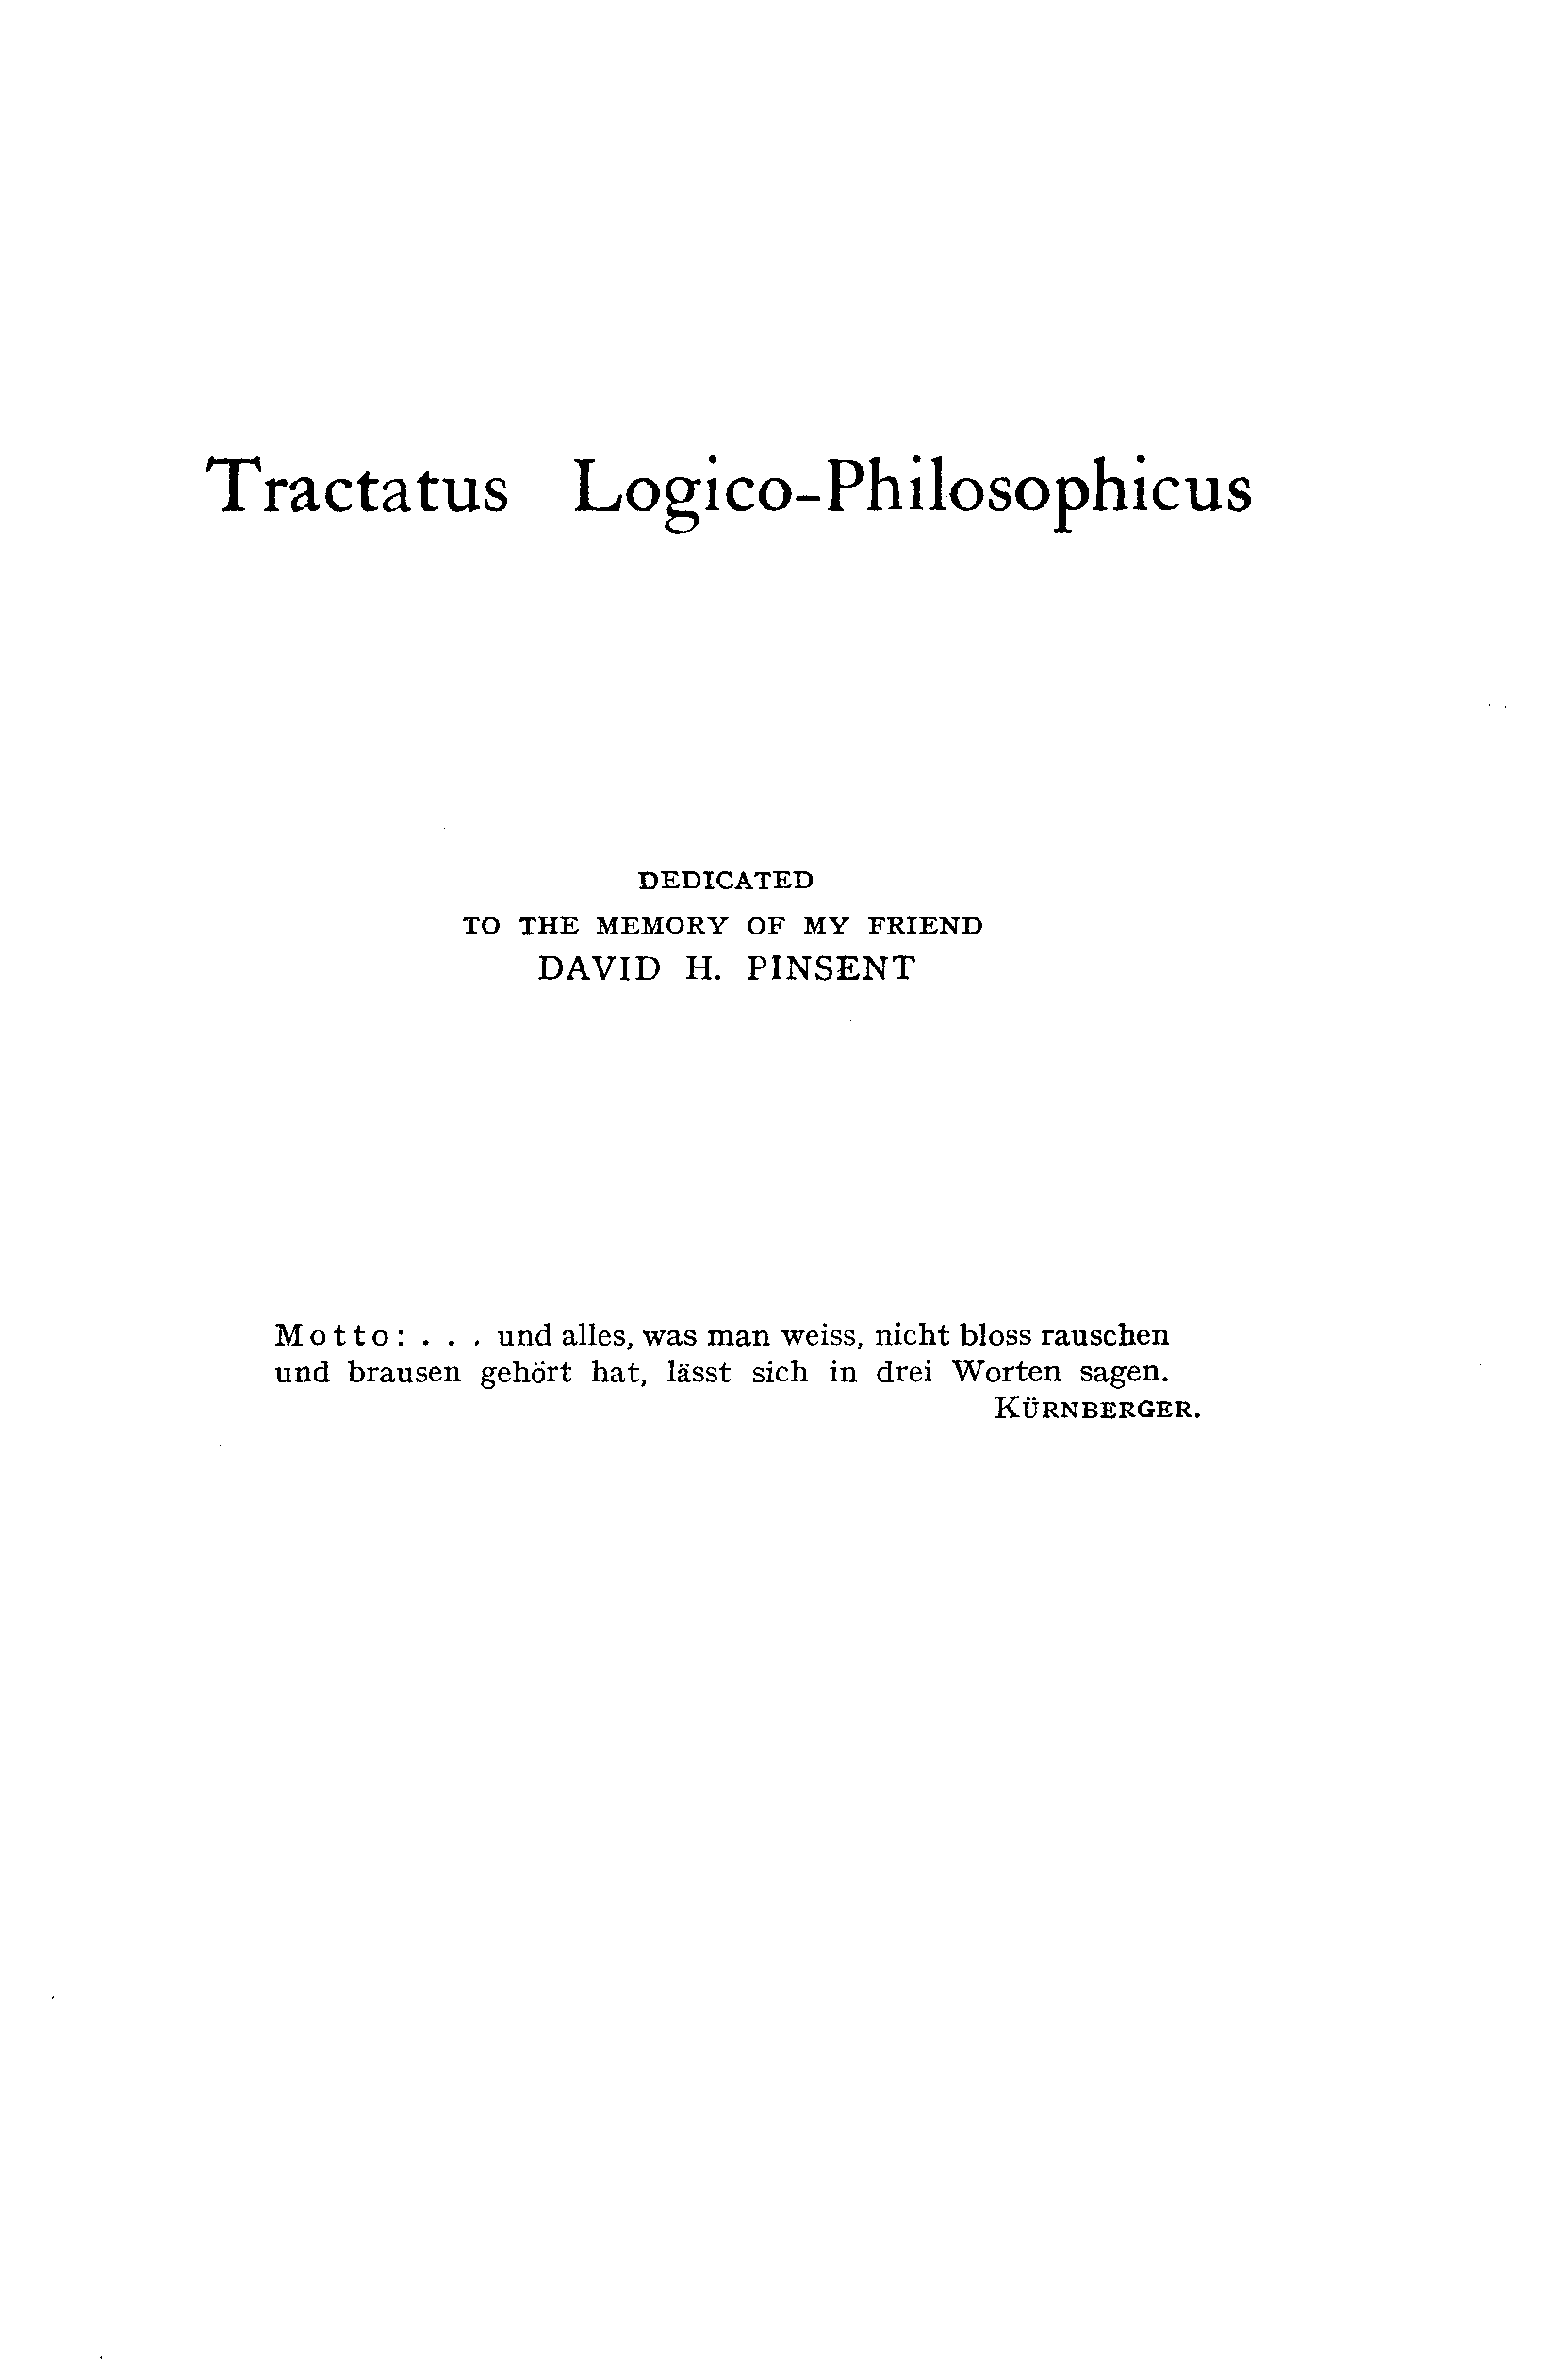 Tractatus Logico-Philosophicus
DEDICATED
TO THE MEMORY OF MY FRIEND
DAVID H. PINSENT
Motto: . . . und alles, was man weiss, nicht bloss rauschen
und brausen gehört hat, lässt sich in drei Worten sagen.
KÜRNBERGER.